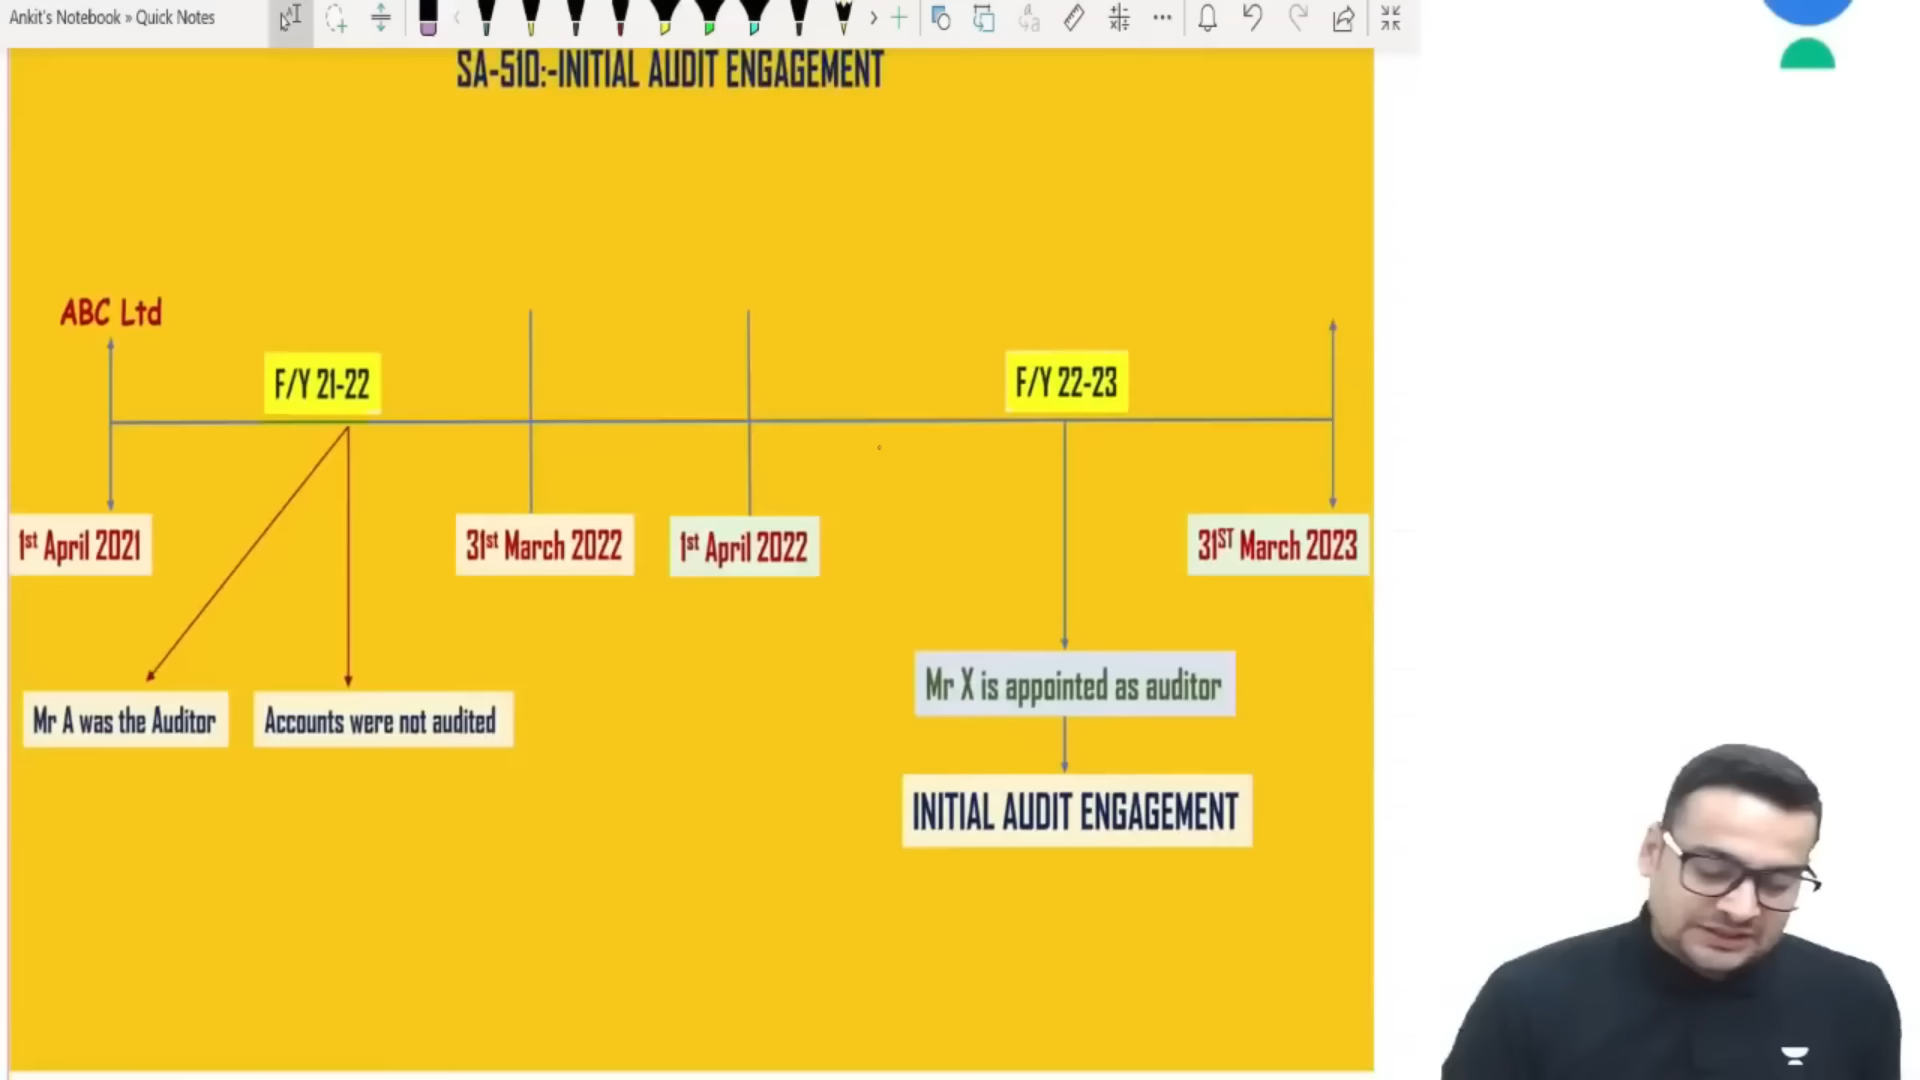 Ankit's Notebook » Quick Notes
SA-510:-INITIAL AUDIT ENGAGEMENT
ABC Ltd
F/Y 21-22
F/Y 22-23
1st April 2021
31st March 2022
1st April 2022
31ST March 2023
Mr X is appointed as auditor
Mr A was the Auditor
Accounts were not audited
INITIAL AUDIT ENGAGEMENT